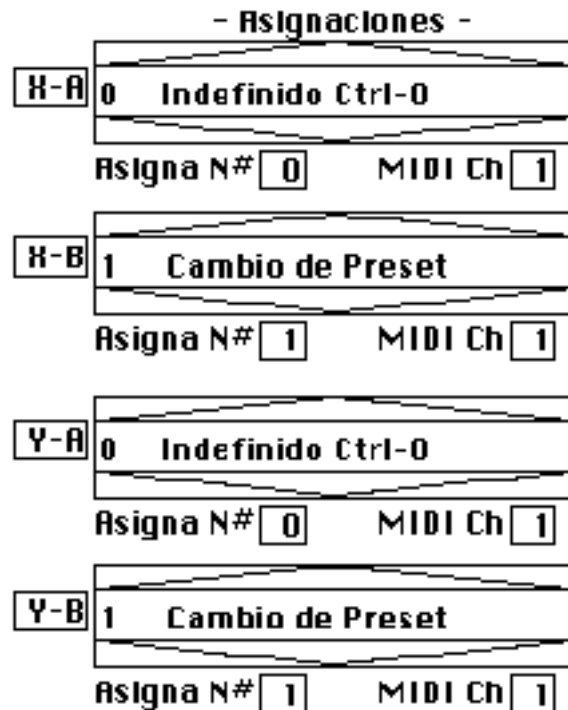 - Asignaciones -
X-A 0 Indefinido Ctrl-0
Asigna N# 0 MIDI Ch 1
X-B 1 Cambio de Preset
Asigna N# 1 MIDI Ch 1
Y-A 0 Indefinido Ctrl-0
Asigna N# 0 MIDI Ch 1
Y-B 1 Cambio de Preset
Asigna N# 1 MIDI Ch 1